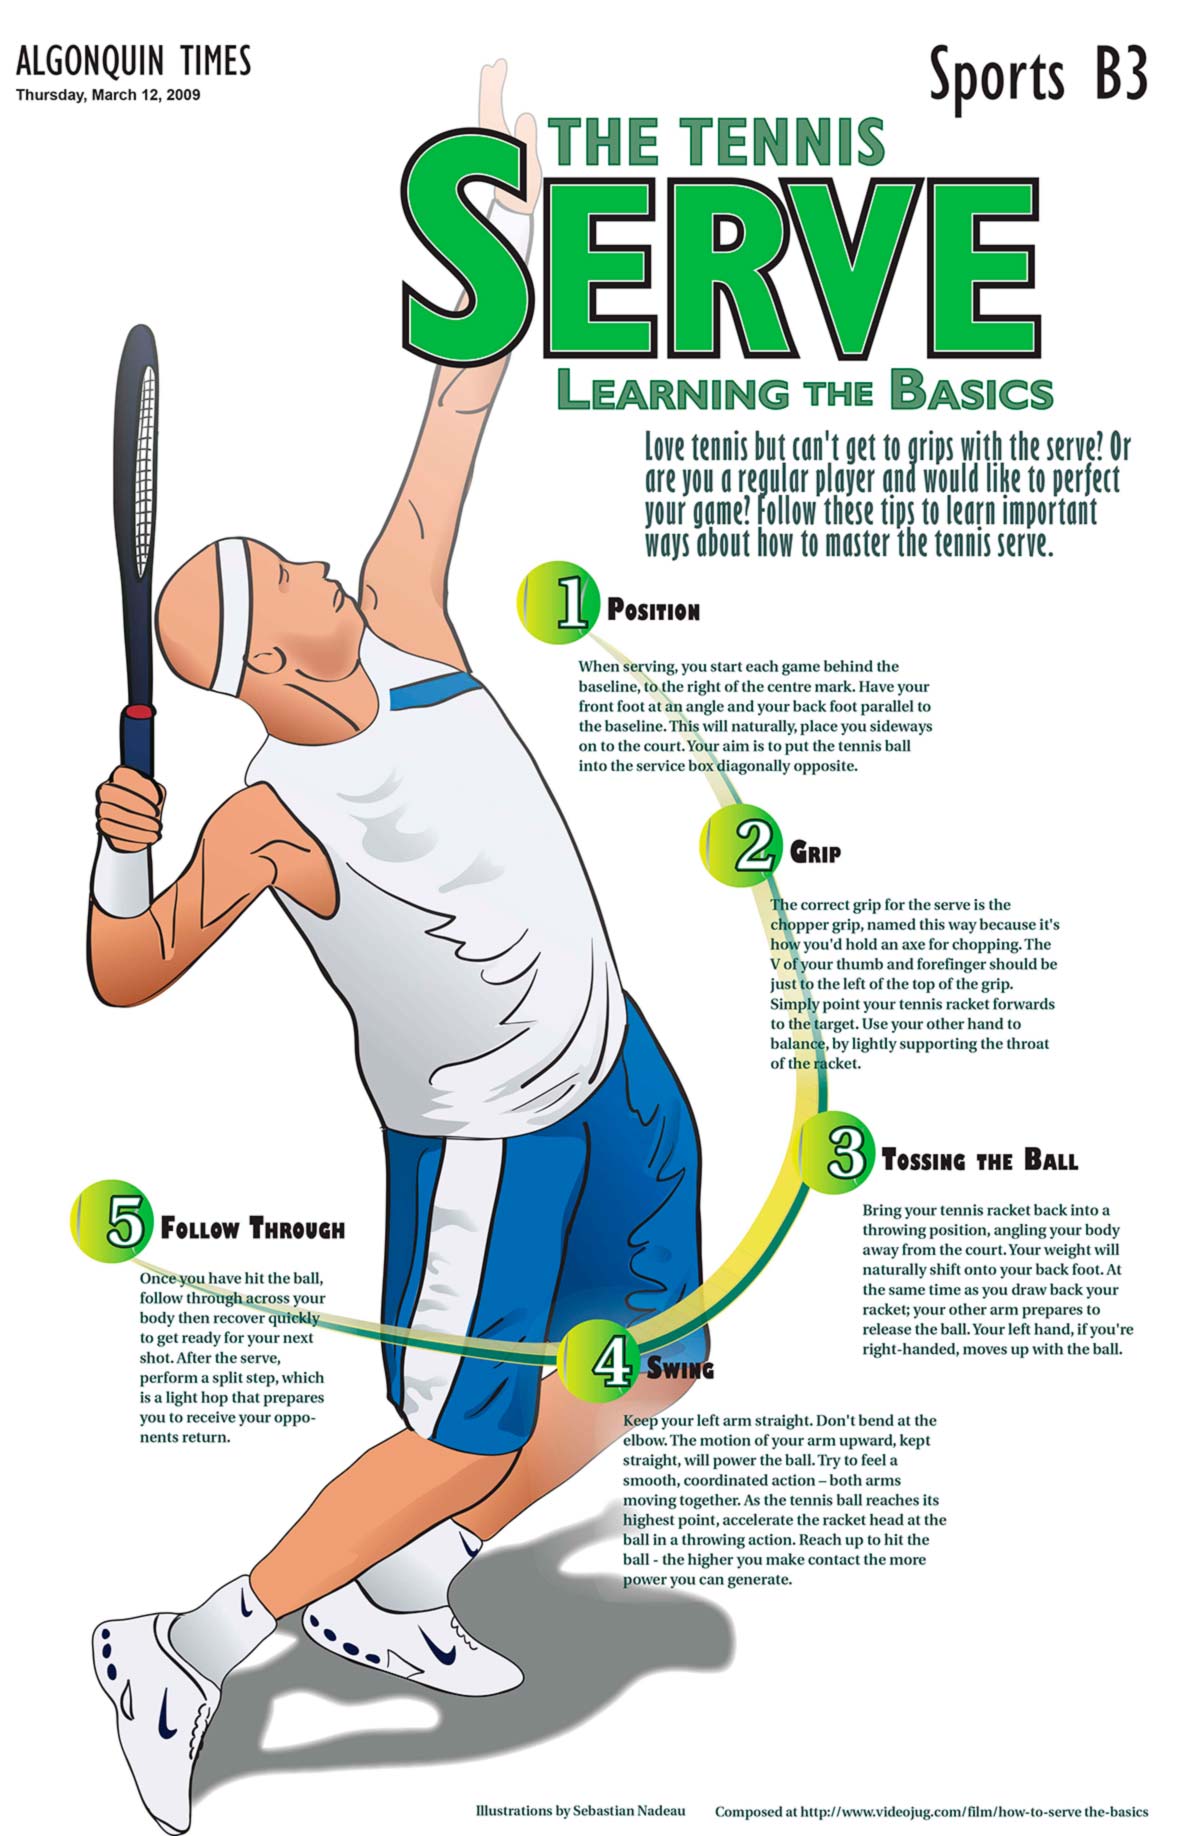 ALGONQUIN TIMES
Thursday, March 12, 2009
Sports B3
THE TENNIS
SERVE
LEARNING THE BASICS
Love tennis but can't get to grips with the serve? Or
are you a regular player and would like to perfect
your game? Follow these tips to learn important
ways about how to master the tennis serve.
1 POSITION
When serving, you start each game behind the
baseline, to the right of the centre mark. Have your
front foot at an angle and your back foot parallel to
the baseline. This will naturally, place you sideways
on to the court. Your aim is to put the tennis ball
into the service box diagonally opposite.
2 GRIP
The correct grip for the serve is the
chopper grip, named this way because it's
how you'd hold an axe for chopping. The
V of your thumb and forefinger should be
just to the left of the top of the grip.
Simply point your tennis racket forwards
to the target. Use your other hand to
balance, by lightly supporting the throat
of the racket.
3 TOSSING THE BALL
Bring your tennis racket back into a
throwing position, angling your body
away from the court. Your weight will
naturally shift onto your back foot. At
the same time as you draw back your
racket; your other arm prepares to
release the ball. Your left hand, if you're
right-handed, moves up with the ball.
4 SWING
Keep your left arm straight. Don't bend at the
elbow. The motion of your arm upward, kept
straight, will power the ball. Try to feel a
smooth, coordinated action – both arms
moving together. As the tennis ball reaches its
highest point, accelerate the racket head at the
ball in a throwing action. Reach up to hit the
ball - the higher you make contact the more
power you can generate.
5 FOLLOW THROUGH
Once you have hit the ball,
follow through across your
body then recover quickly
to get ready for your next
shot. After the serve,
perform a split step, which
is a light hop that prepares
you to receive your oppo-
nents return.
Illustrations by Sebastian Nadeau
Composed at http://www.videojug.com/film/how-to-serve the-basics